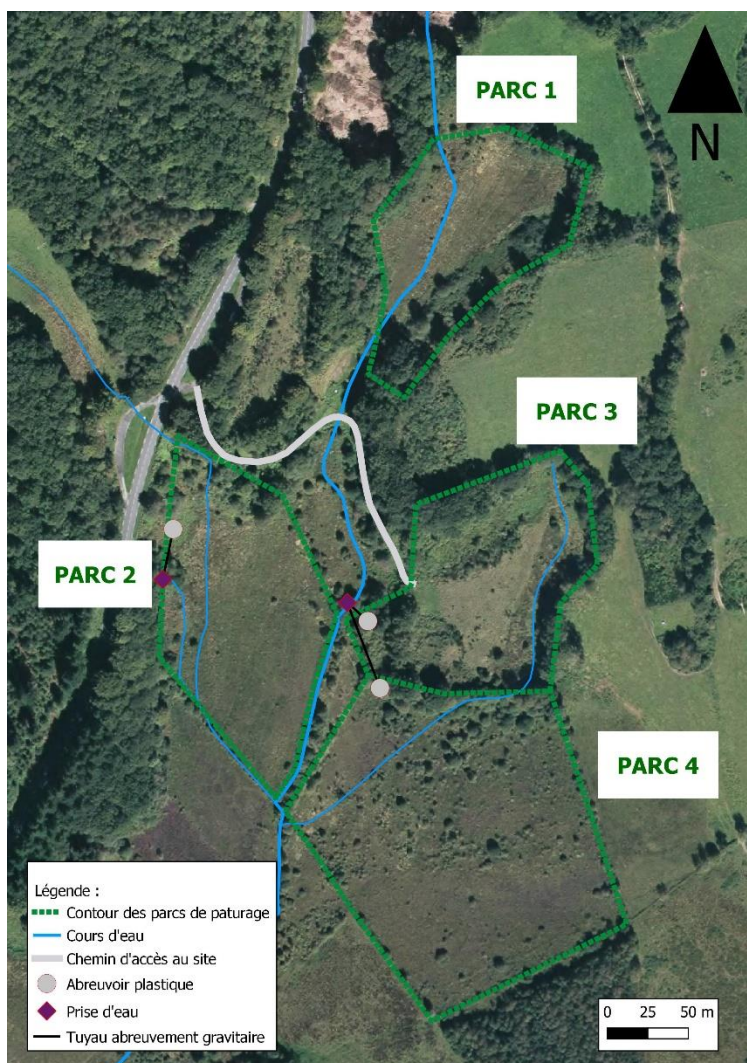 PARC 1
N
PARC 3
PARC 2
PARC 4
Légende :
Contour des parcs de paturage
Cours d'eau
Chemin d'accès au site
Abreuvoir plastique
Prise d'eau
Tuyau abreuvement gravitaire
0 25 50 m